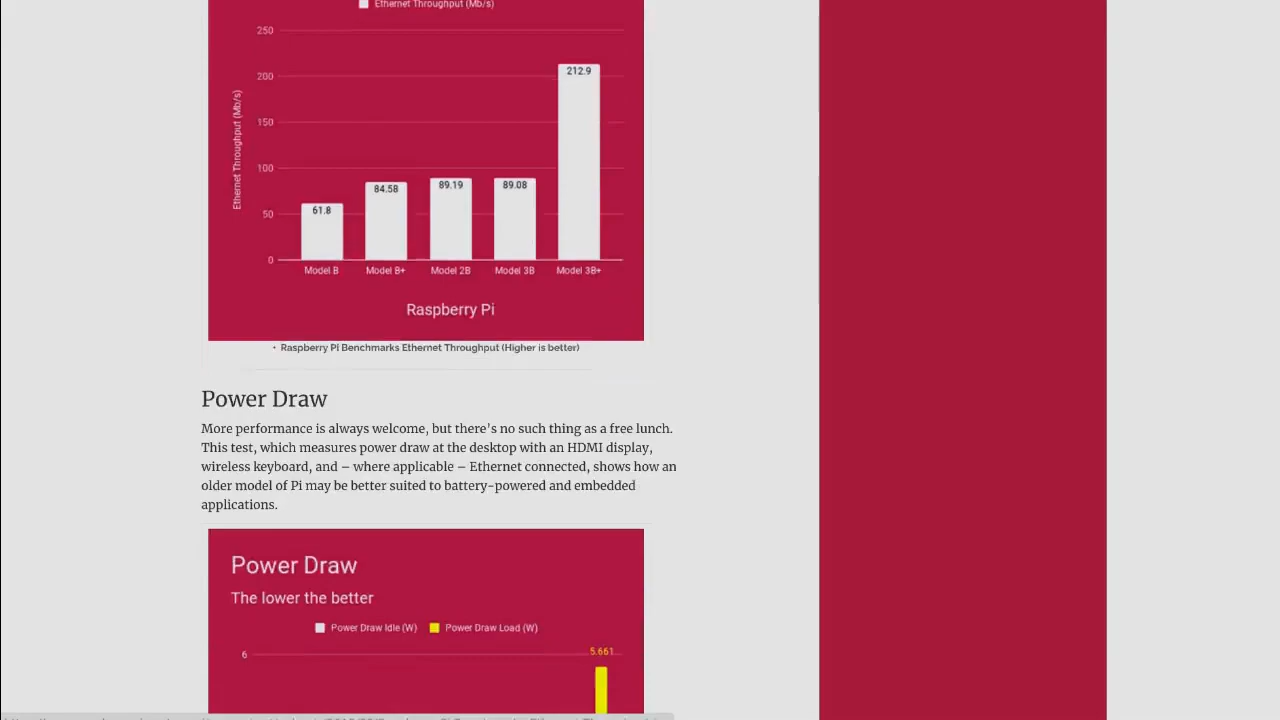 Ethernet Throughput (Mb/s)
250
200
150
100
50
0
Ethernet Throughput (Mb/s)
61.8
84.58
89.19
89.08
212.9
Model B
Model B+
Model 2B
Model 3B
Model 3B+
Raspberry Pi
• Raspberry Pi Benchmarks Ethernet Throughput (Higher is better)
Power Draw
More performance is always welcome, but there's no such thing as a free lunch.
This test, which measures power draw at the desktop with an HDMI display,
wireless keyboard, and – where applicable – Ethernet connected, shows how an
older model of Pi may be better suited to battery-powered and embedded
applications.
Power Draw
The lower the better
Power Draw Idle (W)
Power Draw Load (W)
6
5.661